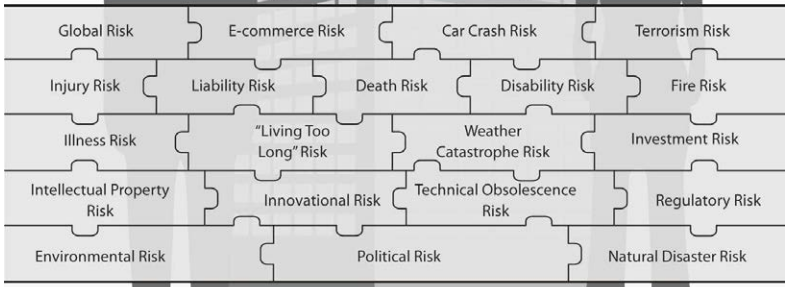 Global Risk E-commerce Risk Car Crash Risk Terrorism Risk
Injury Risk Liability Risk Death Risk Disability Risk Fire Risk
Illness Risk "Living Too Long" Risk Weather Catastrophe Risk Investment Risk
Intellectual Property Risk Innovational Risk Technical Obsolescence Risk Regulatory Risk
Environmental Risk Political Risk Natural Disaster Risk